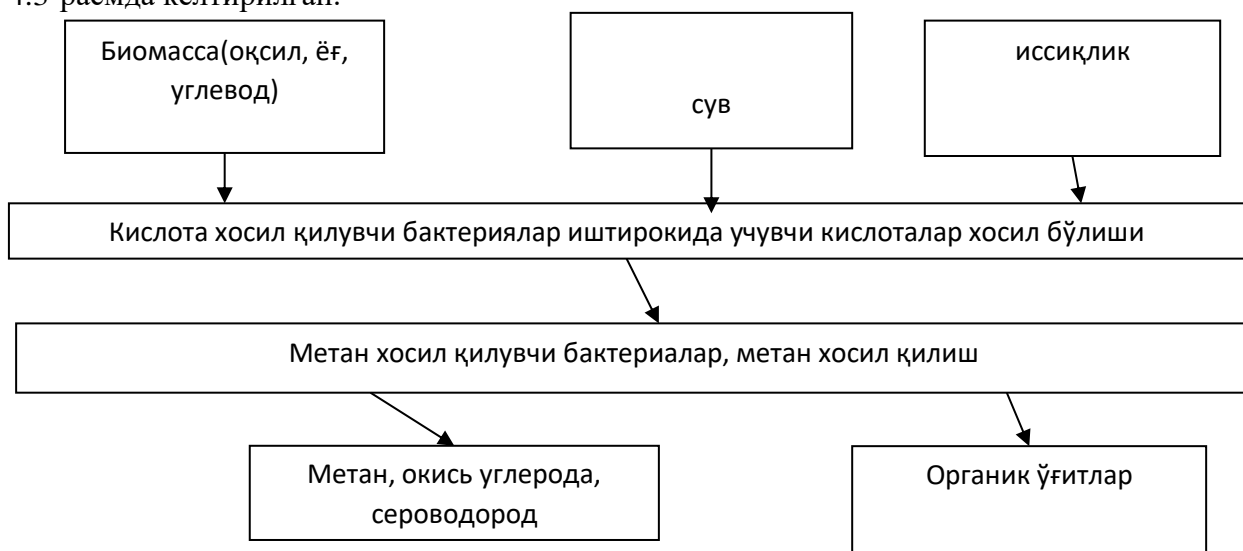 4.3-расмда келтирилган.
Биомасса(оқсил, ёғ,
углевод)
сув
иссиқлик
Кислота хосил қилувчи бактериялар иштирокида учувчи кислоталар хосил бўлиши
Метан хосил қилувчи бактериалар, метан хосил қилиш
Метан, окись углерода,
сероводород
Органик ўғитлар